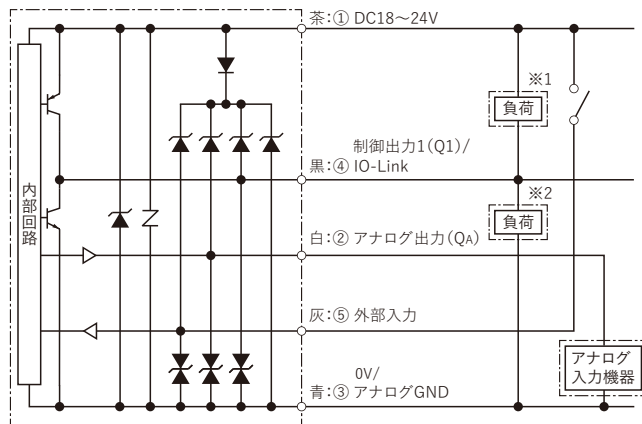 茶:① DC18～24V
※1
負荷
制御出力1(Q1)/
黒:④ IO-Link
※2
内部回路
負荷
白:② アナログ出力(QA)
灰:⑤ 外部入力
アナログ
入力機器
0V/
青:③ アナログGND